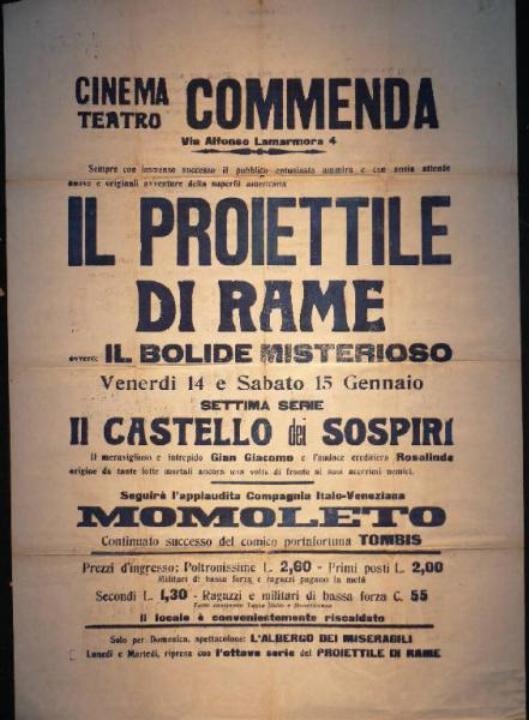 CINEMA TEATRO COMMENDA
Via Alfonso Lamarmora 4
Sempre con immenso successo il pubblico entusiasta ammira e con ansia attende
nuove e originali avventure della superfil americana
IL PROIETTILE
DI RAME
ovvero: IL BOLIDE MISTERIOSO
Venerdi 14 e Sabato 15 Gennaio
SETTIMA SERIE
Il CASTELLO dei SOSPIRI
Il meraviglioso e intrepido Gian Giacomo e l'audace ereditiera Rosalinda
origine da tante lotte mortali ancora una volta di fronte ai suoi acerrimi nemici.
Seguirà l'applaudita Compagnia Italo-Veneziana
MOMOLETO
Continuato successo del comico portafortuna TOMBIS
Prezzi d'ingresso: Poltronissime L. 2,60 - Primi posti L. 2,00
Militari di bassa forza e ragazzi pagano la metà
Secondi L. 1,30 - Ragazzi e militari di bassa forza C. 55
Il locale è convenientemente riscaldato
Solo per Domenica, spettacolone: L'ALBERGO DEI MISERABILI
Lunedi e Martedi, ripresa con l'ottava serie del PROIETTILE DI RAME